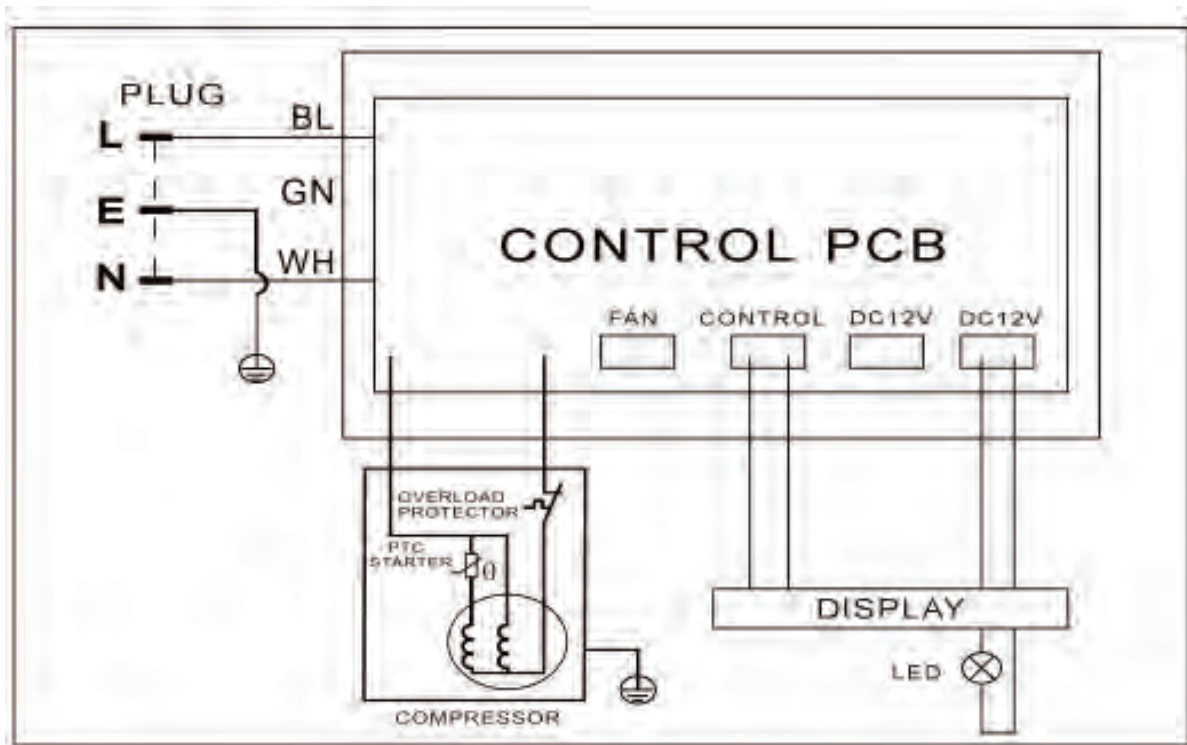 PLUG
L
BL
E
GN
N
WH
CONTROL PCB
FAN
CONTROL
DC12V
DC12V
OVERLOAD
PROTECTOR
PTC
STARTER
θ
DISPLAY
LED
COMPRESSOR